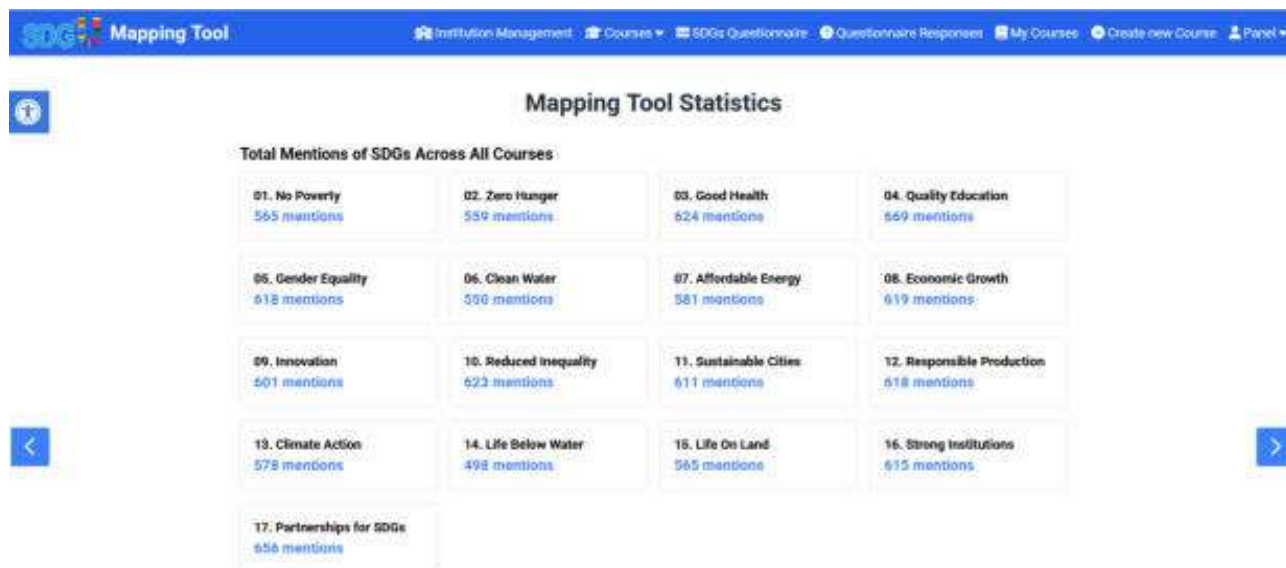 SDG Mapping Tool
Institution Management Courses SDGs Questionnaire Questionnaire Responses My Courses Create new Course Panel
Mapping Tool Statistics
Total Mentions of SDGs Across All Courses
01. No Poverty
565 mentions
02. Zero Hunger
559 mentions
03. Good Health
624 mentions
04. Quality Education
669 mentions
05. Gender Equality
618 mentions
06. Clean Water
mentions
07. Affordable Energy
581 mentions
08. Economic Growth
619 mentions
09. Innovation
601 mentions
10. Reduced Inequality
623 mentions
11. Sustainable Cities
611 mentions
12. Responsible Production
618 mentions
13. Climate Action
578 mentions
14. Life Below Water
498 mentions
15. Life On Land
565 mentions
16. Strong Institutions
615 mentions
17. Partnerships for SDGs
656 mentions